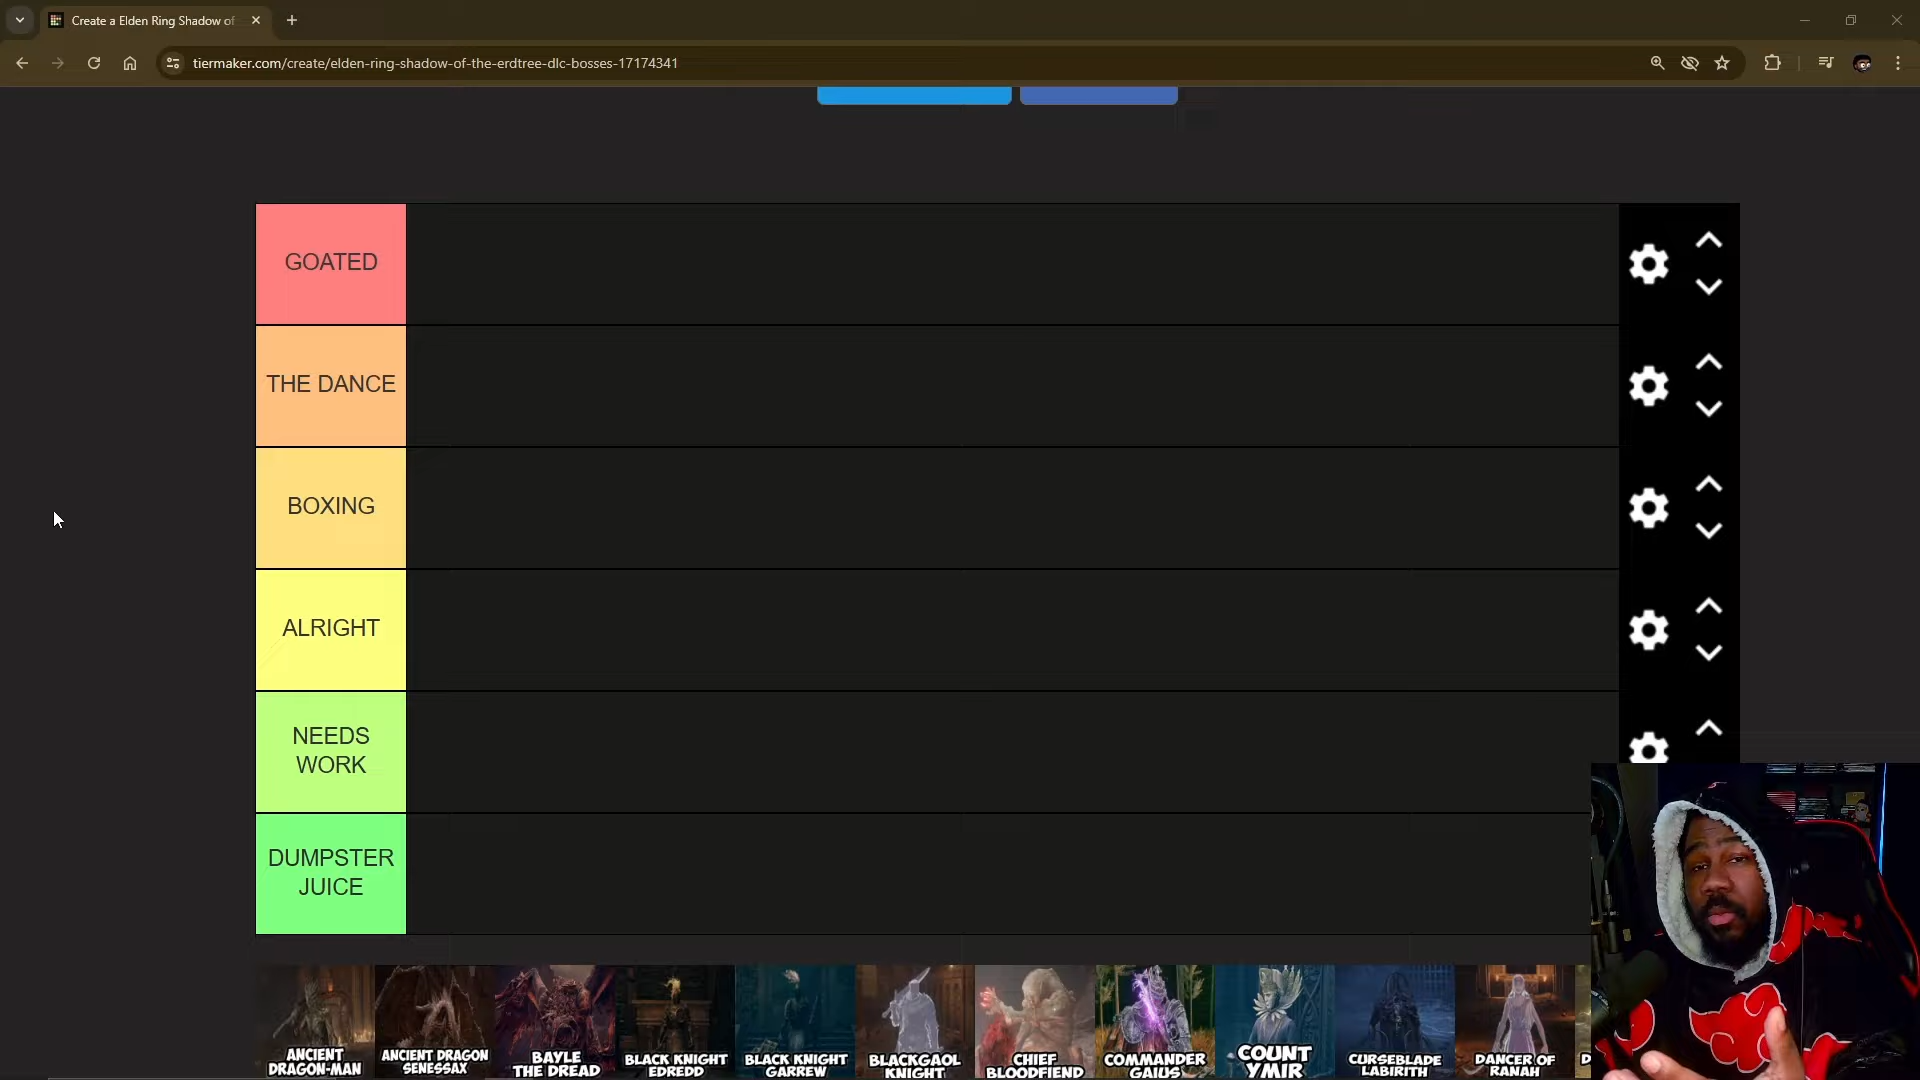 Create a Elden Ring Shadow of
tiermaker.com/create/elden-ring-shadow-of-the-erdtree-dlc-bosses-17174341
GOATED
THE DANCE
BOXING
ALRIGHT
NEEDS
WORK
DUMPSTER
JUICE
ANCIENT
DRAGON-MAN
ANCIENT DRAGON
SENESSAX
BAYLE
THE DREAD
BLACK KNIGHT
EDREDD
BLACK KNIGHT
GARREW
BLACKGAOL
KNIGHT
CHIEF
BLOODFIEND
COMMANDER
GAIUS
COUNT
YMIR
CURSEBLADE
LABIRITH
DANCER OF
RANAH
D